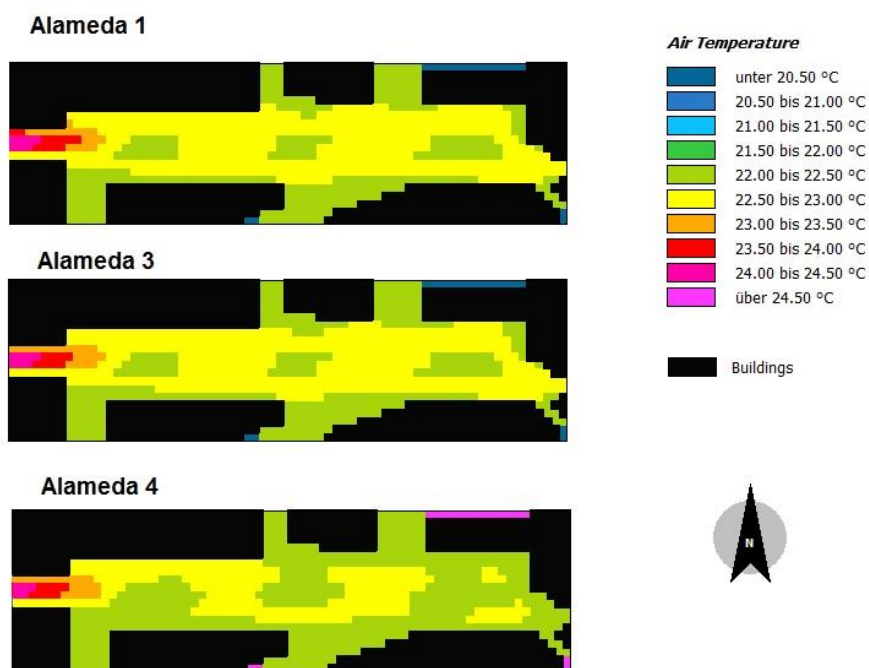 Alameda 1
Air Temperature
unter 20.50 °C
20.50 bis 21.00 °C
21.00 bis 21.50 °C
21.50 bis 22.00 °C
22.00 bis 22.50 °C
22.50 bis 23.00 °C
23.00 bis 23.50 °C
23.50 bis 24.00 °C
24.00 bis 24.50 °C
über 24.50 °C
Buildings
Alameda 3
Alameda 4
N